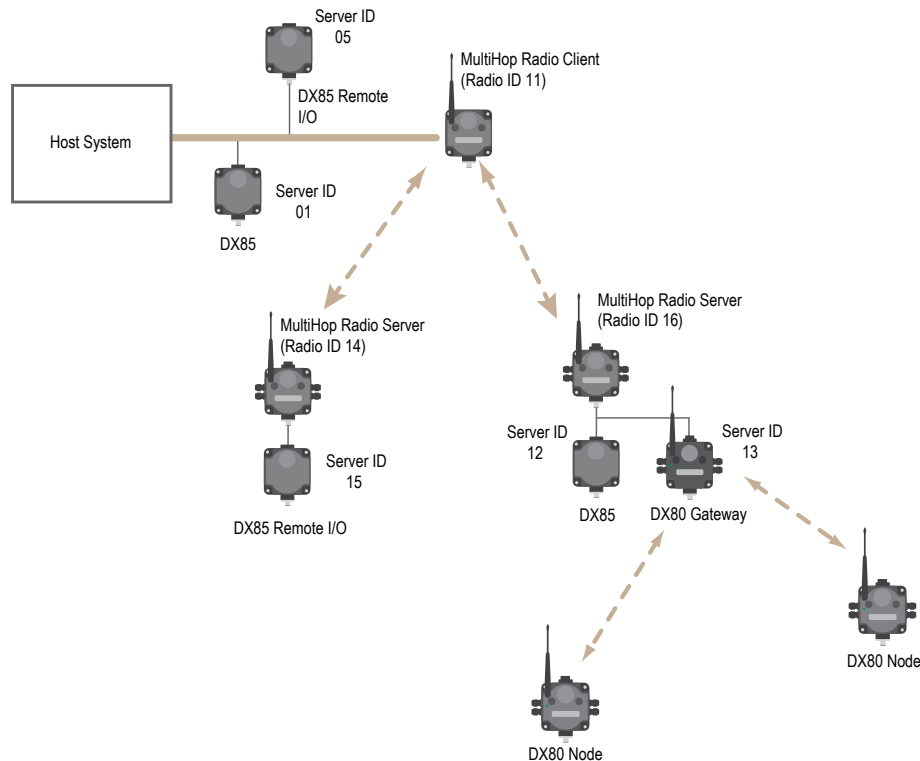 Server ID
05
MultiHop Radio Client
(Radio ID 11)
DX85 Remote
I/O
Host System
Server ID
01
DX85
MultiHop Radio Server
(Radio ID 14)
MultiHop Radio Server
(Radio ID 16)
Server ID
15
DX85 Remote I/O
Server ID
12
Server ID
13
DX85
DX80 Gateway
DX80 Node
DX80 Node